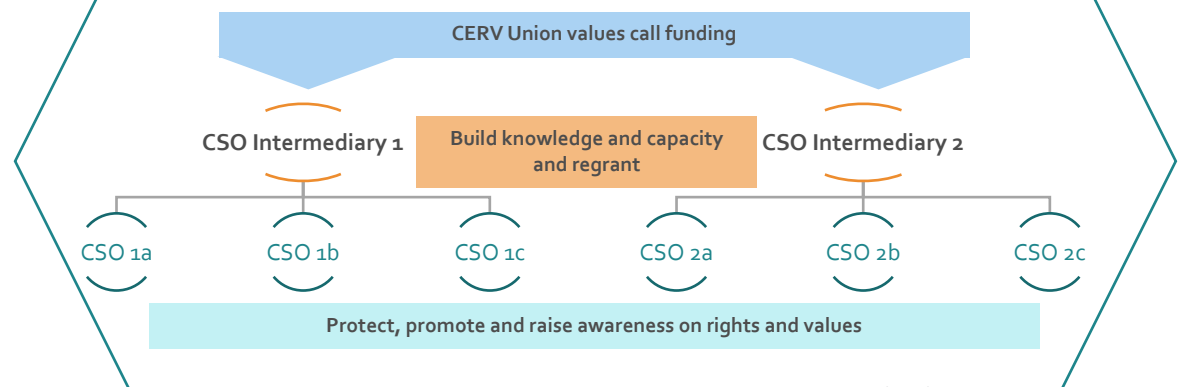 CERV Union values call funding
CSO Intermediary 1
Build knowledge and capacity
and regrant
CSO Intermediary 2
CSO 1a
CSO 1b
CSO 1c
CSO 2a
CSO 2b
CSO 2c
Protect, promote and raise awareness on rights and values